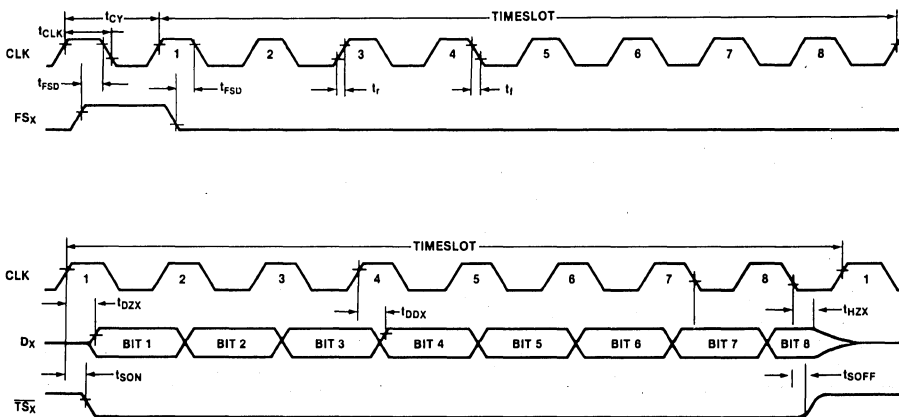 tCY
TIMESLOT
tCLK
CLK
1 2 3 4 5 6 7 8
tFSD
tFSD
tr
tf
FSX
TIMESLOT
CLK
1 2 3 4 5 6 7 8 1
tDZX
tDDX
tHZX
DX
BIT 1 BIT 2 BIT 3 BIT 4 BIT 5 BIT 6 BIT 7 BIT 8
tSON
tSOFF
TSX